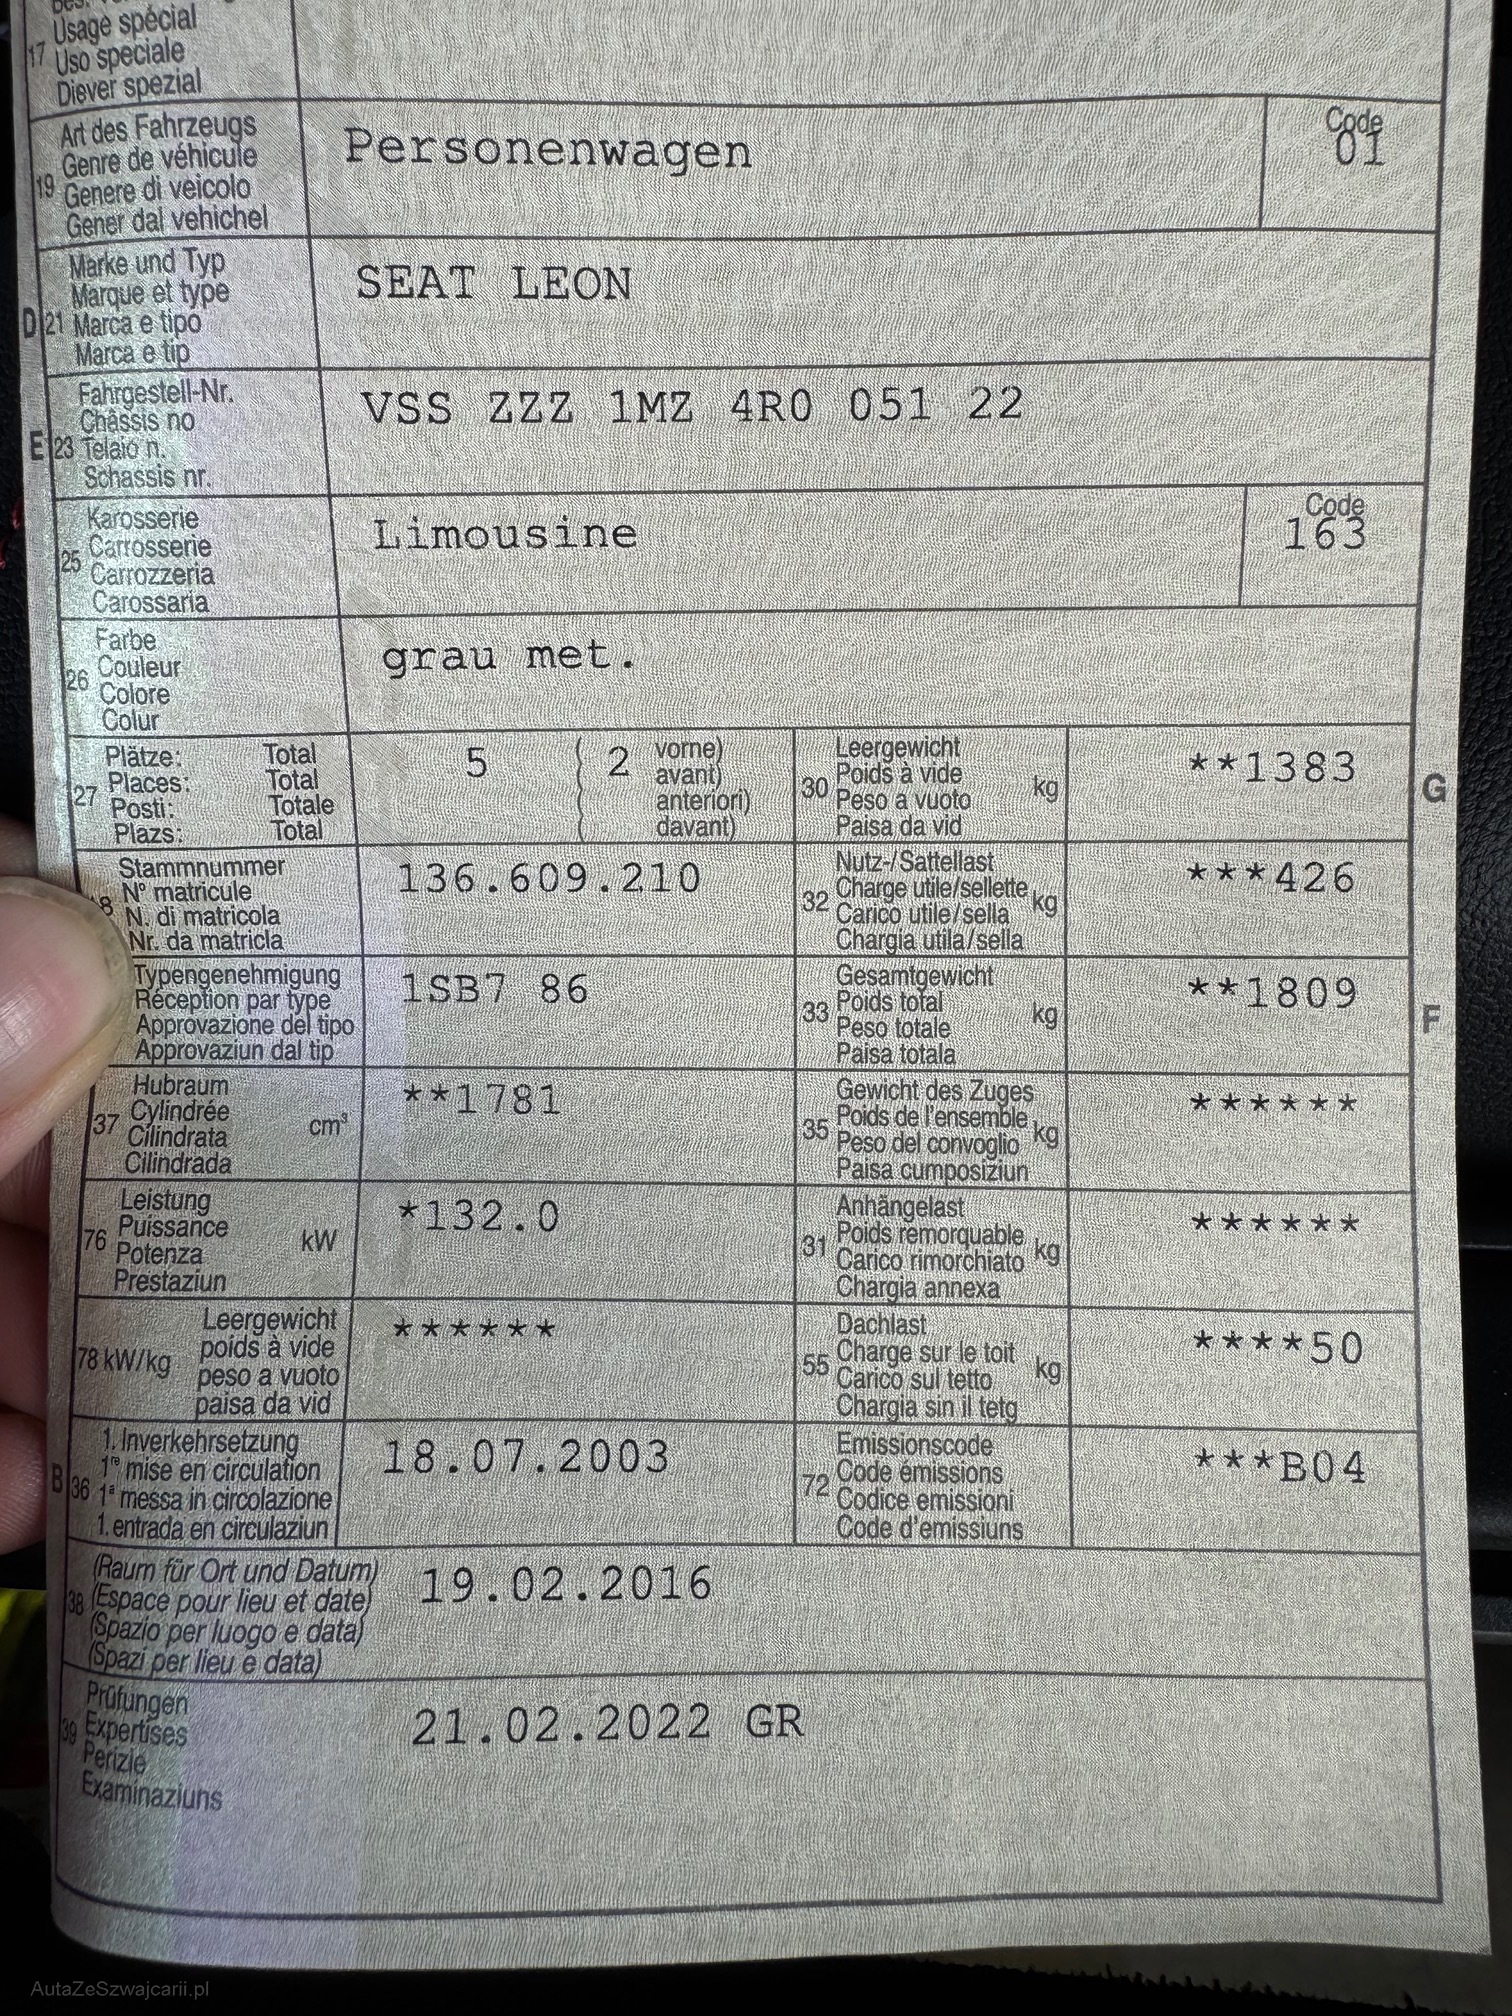 Usage spécial
17 Uso speciale
Diever spezial
Art des Fahrzeugs
Genre de véhicule
19 Genere di veicolo
Gener dal vehichel
Personenwagen
Code
01
Marke und Typ
Marque et type
D 21 Marca e tipo
Marca e tip
SEAT LEON
Fahrgestell-Nr.
Châssis no
E 23 Telaio n.
Schassis nr.
VSS ZZZ 1MZ 4R0 051 22
Karosserie
25 Carrosserie
Carrozzeria
Carossaria
Limousine
Code
163
Farbe
26 Couleur
Colore
Colur
grau met.
Plätze: Total
Places: Total
27 Posti: Totale
Plazs: Total
5 ( 2 vorne)
( avant)
( anteriori)
( davant)
Leergewicht
30 Poids à vide kg
Peso a vuoto
Paisa da vid
**1383
G
Stammnummer
N° matricule
8 N. di matricola
Nr. da matricla
136.609.210
Nutz-/Sattellast
32 Charge utile/sellette kg
Carico utile/sella
Chargia utila/sella
***426
Typengenehmigung
Réception par type
Approvazione del tipo
Approvaziun dal tip
1SB7 86
Gesamtgewicht
33 Poids total kg
Peso totale
Paisa totala
**1809
F
Hubraum
37 Cylindrée cm³
Cilindrata
Cilindrada
**1781
Gewicht des Zuges
35 Poids de l'ensemble kg
Peso del convoglio
Paisa cumposiziun
******
Leistung
76 Puissance kW
Potenza
Prestaziun
*132.0
Anhängelast
31 Poids remorquable kg
Carico rimorchiato
Chargia annexa
******
Leergewicht
78 kW/kg poids à vide
peso a vuoto
paisa da vid
******
Dachlast
55 Charge sur le toit kg
Carico sul tetto
Chargia sin il tetg
****50
1. Inverkehrsetzung
1re mise en circulation
B 36 1a messa in circolazione
1. entrada en circulaziun
18.07.2003
Emissionscode
72 Code émissions
Codice emissioni
Code d'emissiuns
***B04
(Raum für Ort und Datum)
38 (Espace pour lieu et date)
(Spazio per luogo e data)
(Spazi per lieu e data)
19.02.2016
Prüfungen
39 Expertises
Perizie
Examinaziuns
21.02.2022 GR
AutaZeSzwajcarii.pl